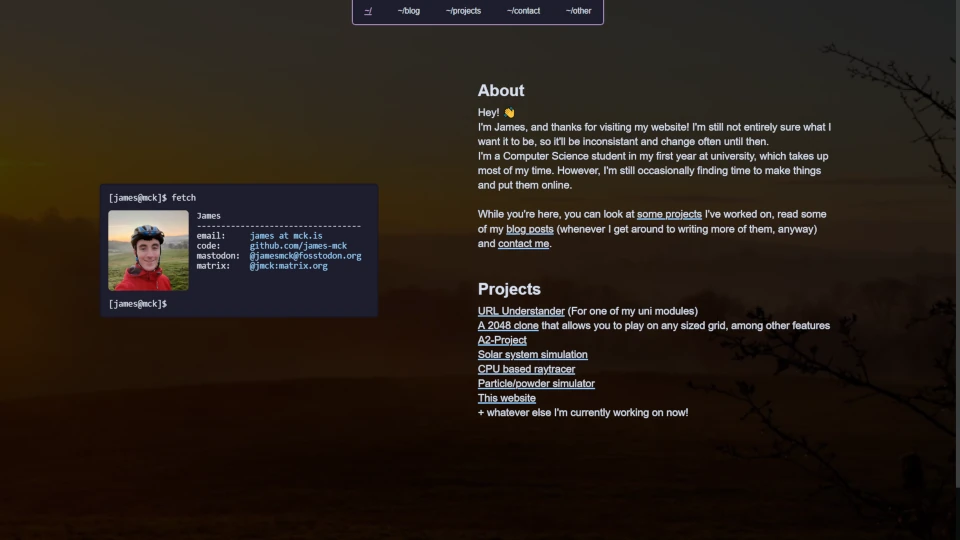 ~/
~/blog
~/projects
~/contact
~/other
[james@mck]$ fetch
James
--------------------------------
email: james at mck.is
code: github.com/james-mck
mastodon: @jamesmck@fosstodon.org
matrix: @jmck:matrix.org
[james@mck]$
About
Hey! 👋
I'm James, and thanks for visiting my website! I'm still not entirely sure what I
want it to be, so it'll be inconsistant and change often until then.
I'm a Computer Science student in my first year at university, which takes up
most of my time. However, I'm still occasionally finding time to make things
and put them online.
While you're here, you can look at some projects I've worked on, read some
of my blog posts (whenever I get around to writing more of them, anyway)
and contact me.
Projects
URL Understander (For one of my uni modules)
A 2048 clone that allows you to play on any sized grid, among other features
A2-Project
Solar system simulation
CPU based raytracer
Particle/powder simulator
This website
+ whatever else I'm currently working on now!